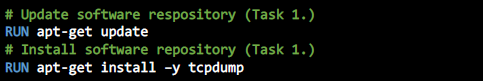 # Update software respository (Task 1.)
RUN apt-get update
# Install software repository (Task 1.)
RUN apt-get install –y tcpdump